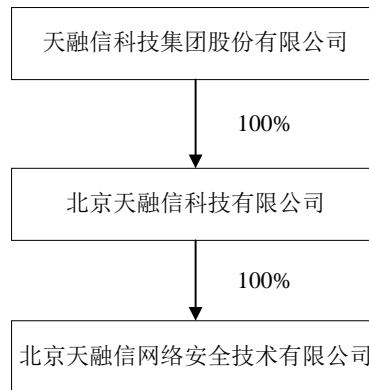 天融信科技集团股份有限公司
100%
北京天融信科技有限公司
100%
北京天融信网络安全技术有限公司